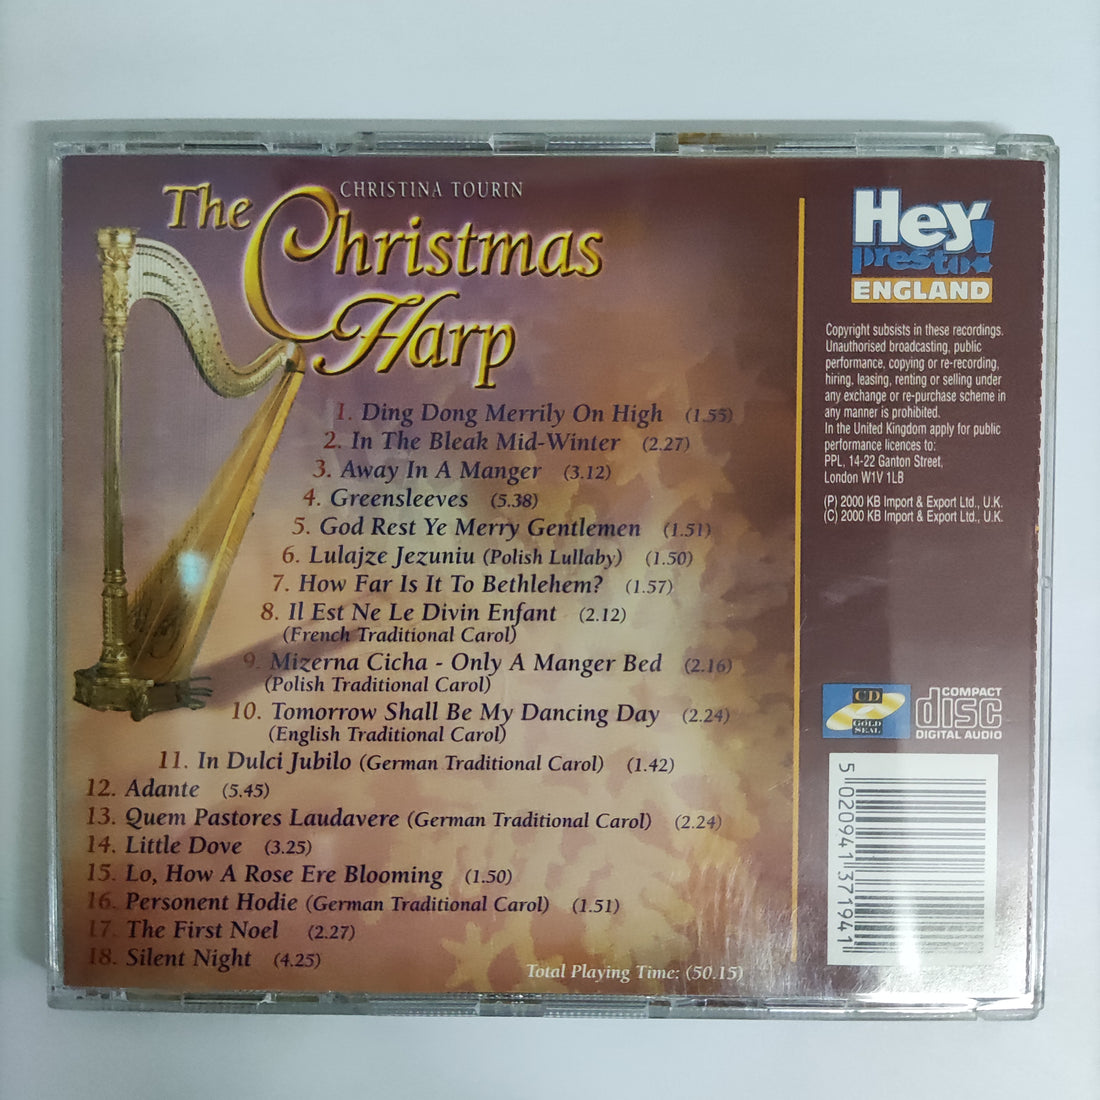 CHRISTINA TOURIN
The Christmas
Harp
1. Ding Dong Merrily On High (1.55)
2. In The Bleak Mid-Winter (2.27)
3. Away In A Manger (3.12)
4. Greensleeves (5.38)
5. God Rest Ye Merry Gentlemen (1.51)
6. Lulajze Jezuniu (Polish Lullaby) (1.50)
7. How Far Is It To Bethlehem? (1.57)
8. Il Est Ne Le Divin Enfant (2.12)
(French Traditional Carol)
9. Mizerna Cicha - Only A Manger Bed (2.16)
(Polish Traditional Carol)
10. Tomorrow Shall Be My Dancing Day (2.24)
(English Traditional Carol)
11. In Dulci Jubilo (German Traditional Carol) (1.42)
12. Adante (5.45)
13. Quem Pastores Laudavere (German Traditional Carol) (2.24)
14. Little Dove (3.25)
15. Lo, How A Rose Ere Blooming (1.50)
16. Personent Hodie (German Traditional Carol) (1.51)
17. The First Noel (2.27)
18. Silent Night (4.25)
Total Playing Time: (50.15)
Hey
presto!
ENGLAND
Copyright subsists in these recordings.
Unauthorised broadcasting, public
performance, copying or re-recording,
hiring, leasing, renting or selling under
any exchange or re-purchase scheme in
any manner is prohibited.
In the United Kingdom apply for public
performance licences to:
PPL, 14-22 Ganton Street,
London W1V 1LB
(P) 2000 KB Import & Export Ltd., U.K.
(C) 2000 KB Import & Export Ltd., U.K.
CD
GOLD
SEAL
COMPACT
disc
DIGITAL AUDIO
5 020941 371941